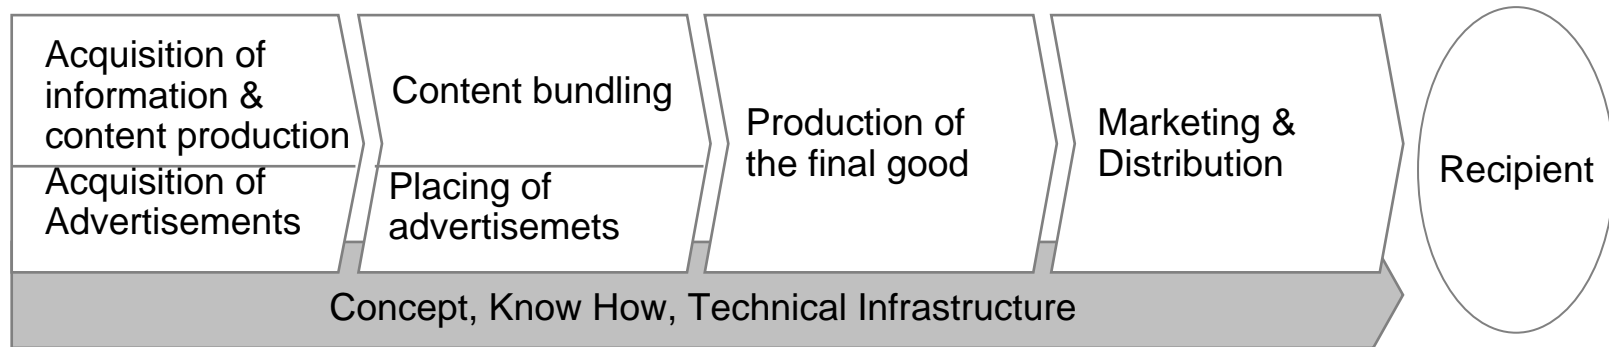 Acquisition of
information &
content production
Acquisition of
Advertisements
Content bundling
Placing of
advertisemets
Production of
the final good
Marketing &
Distribution
Recipient
Concept, Know How, Technical Infrastructure